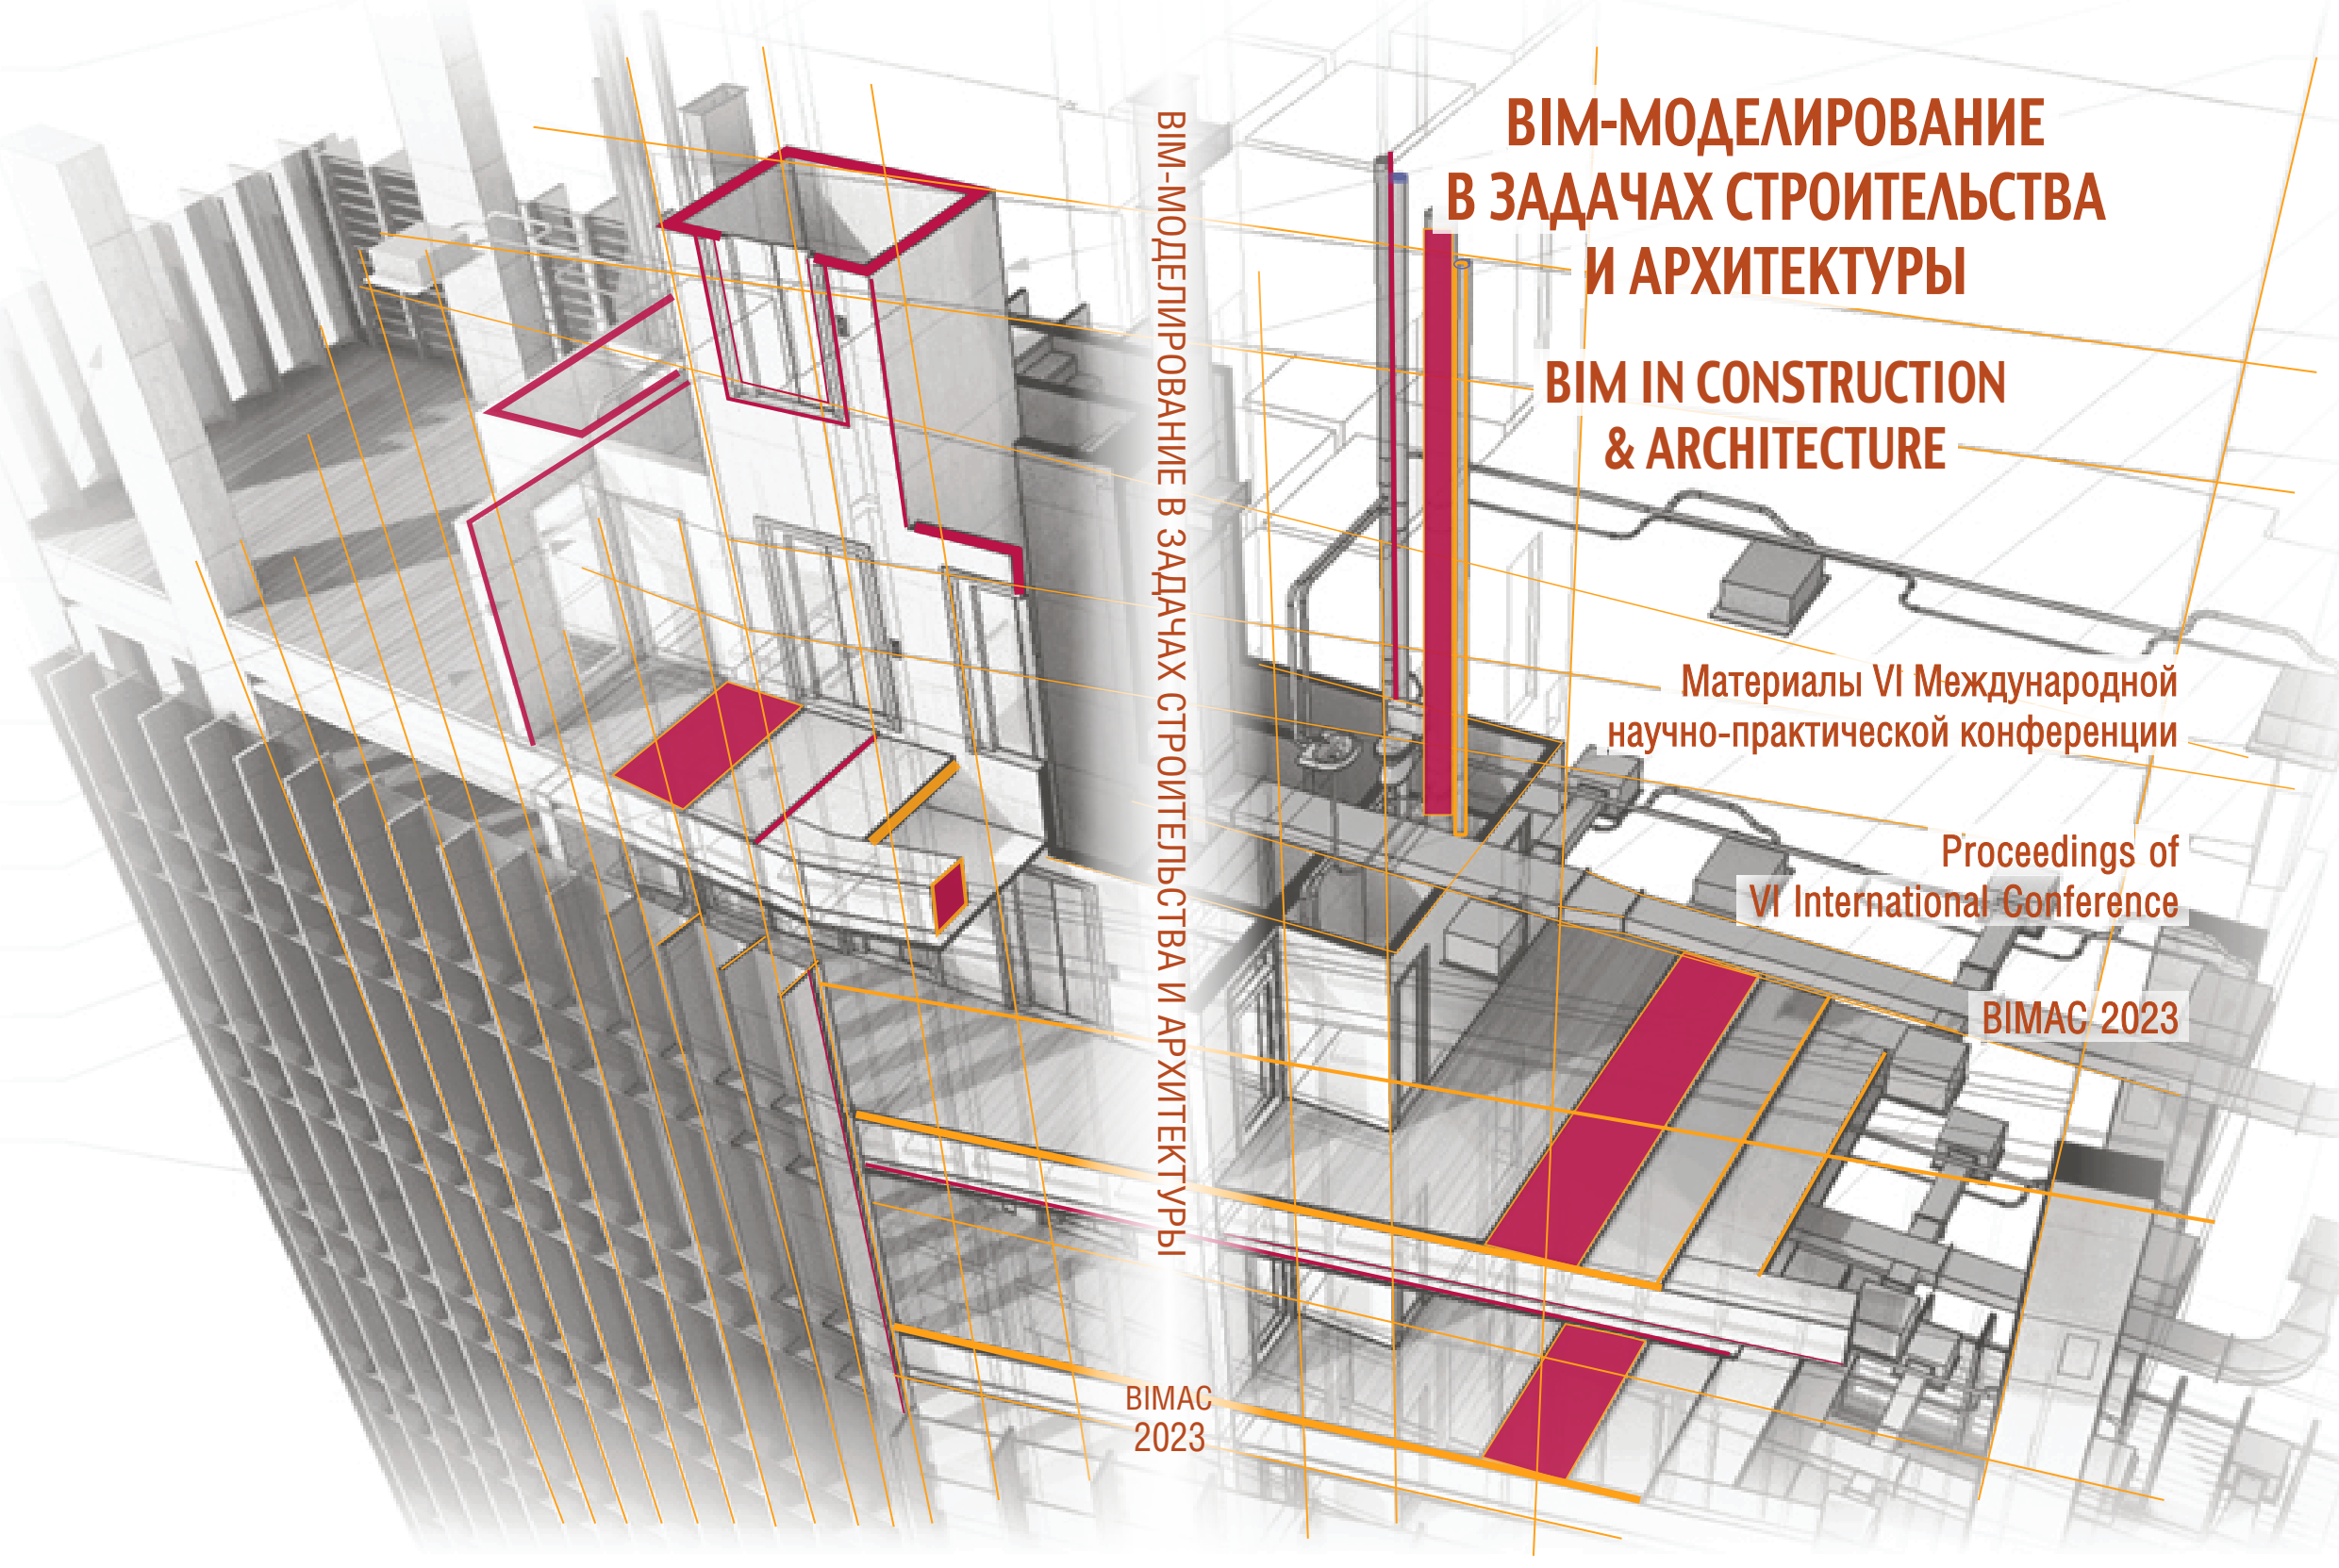 BIM-МОДЕЛИРОВАНИЕ
В ЗАДАЧАХ СТРОИТЕЛЬСТВА
И АРХИТЕКТУРЫ
BIM IN CONSTRUCTION
& ARCHITECTURE
Материалы VI Международной
научно-практической конференции
Proceedings of
VI International Conference
BIMAC 2023
BIM-МОДЕЛИРОВАНИЕ В ЗАДАЧАХ СТРОИТЕЛЬСТВА И АРХИТЕКТУРЫ
BIMAC
2023